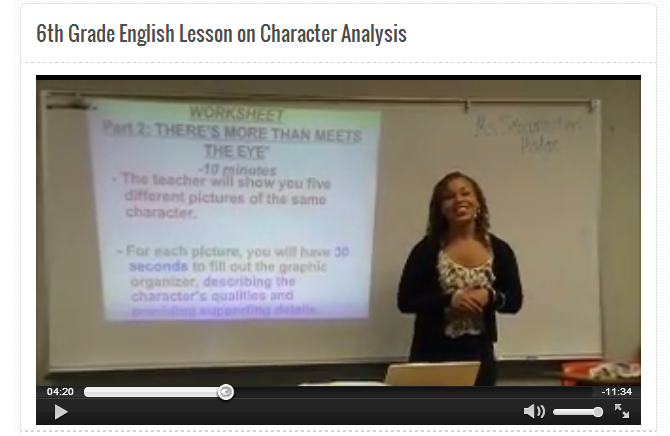 6th Grade English Lesson on Character Analysis
WORKSHEET
Part 2: THERE'S MORE THAN MEETS
THE EYE"
-10 minutes
- The teacher will show you five
different pictures of the same
character.
- For each picture, you will have 30
seconds to fill out the graphic
organizer, describing the
character's qualities and
providing supporting details.
Ms.
04:20
-11:34